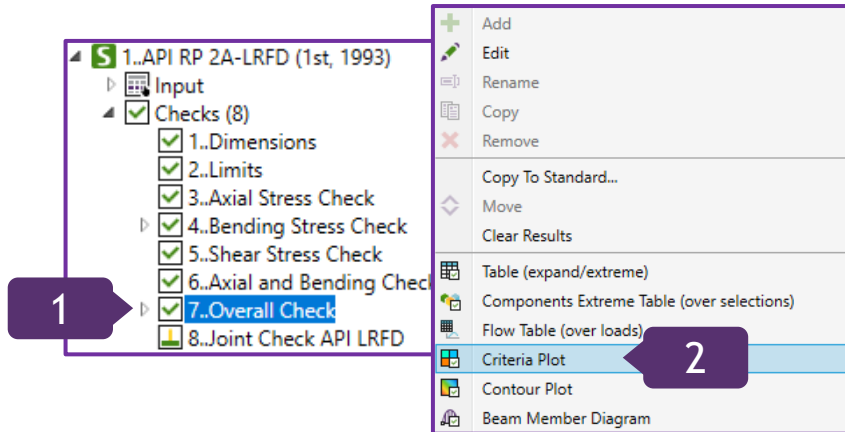 1..API RP 2A-LRFD (1st, 1993)
Input
Checks (8)
1..Dimensions
2..Limits
3..Axial Stress Check
4..Bending Stress Check
5..Shear Stress Check
6..Axial and Bending Check
1
7..Overall Check
8..Joint Check API LRFD
Add
Edit
Rename
Copy
Remove
Copy To Standard...
Move
Clear Results
Table (expand/extreme)
Components Extreme Table (over selections)
Flow Table (over loads)
Criteria Plot
2
Contour Plot
Beam Member Diagram